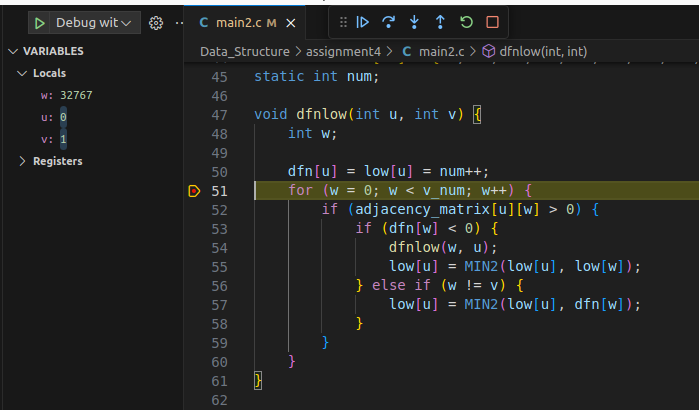 Debug wit
main2.c M
Data_Structure > assignment4 > C main2.c > dfnlow(int, int)
VARIABLES
Locals
w: 32767
u: 0
v: 1
Registers
45 static int num;
46
47 void dfnlow(int u, int v) {
48 int w;
49
50 dfn[u] = low[u] = num++;
51 for (w = 0; w < v_num; w++) {
52 if (adjacency_matrix[u][w] > 0) {
53 if (dfn[w] < 0) {
54 dfnlow(w, u);
55 low[u] = MIN2(low[u], low[w]);
56 } else if (w != v) {
57 low[u] = MIN2(low[u], dfn[w]);
58 }
59 }
60 }
61 }
62